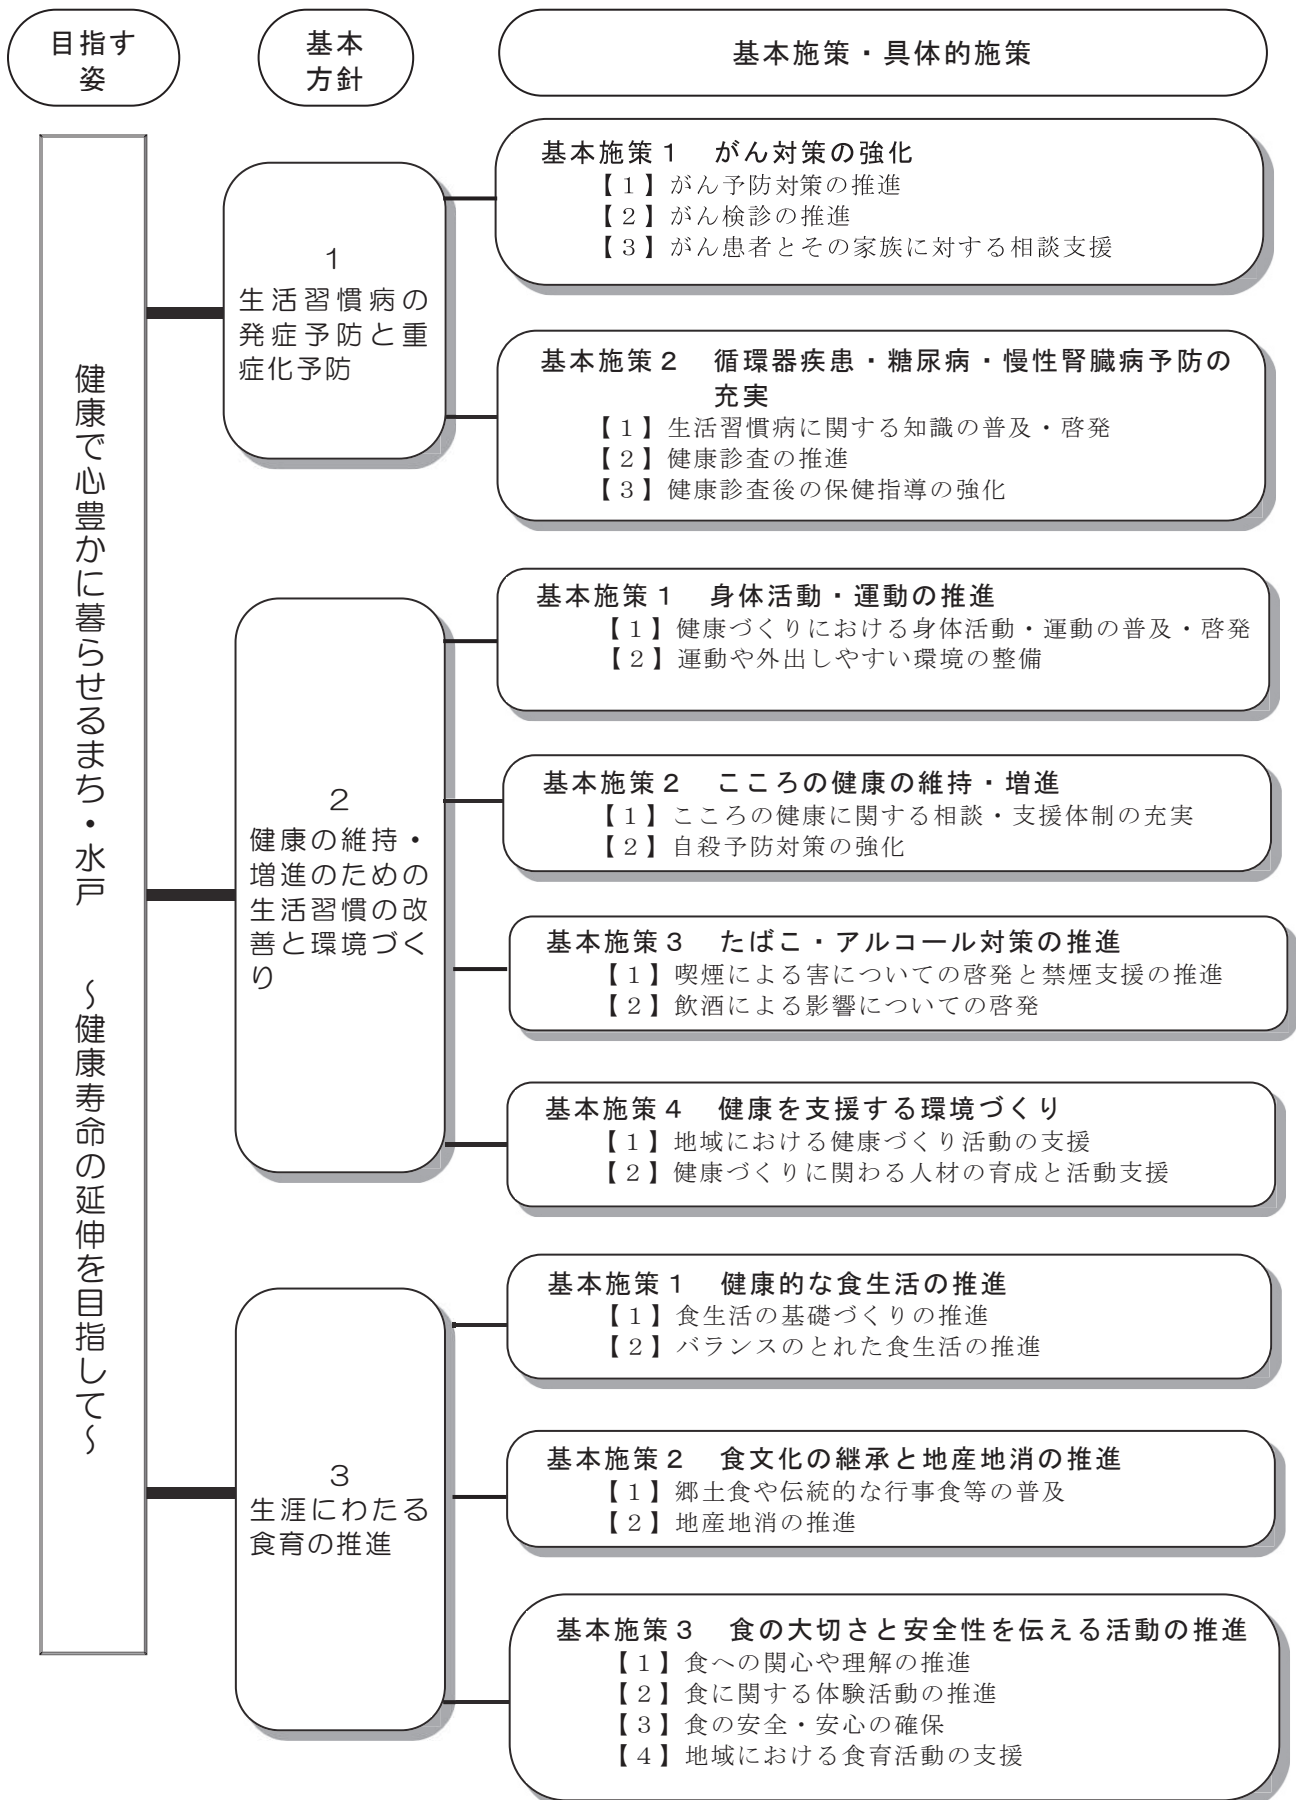 目指す
姿
基本
方針
基本施策・具体的施策
健康で心豊かに暮らせるまち・水戸 ～健康寿命の延伸を目指して～
1
生活習慣病の
発症予防と重
症化予防
基本施策1 がん対策の強化
【1】がん予防対策の推進
【2】がん検診の推進
【3】がん患者とその家族に対する相談支援
基本施策2 循環器疾患・糖尿病・慢性腎臓病予防の
充実
【1】生活習慣病に関する知識の普及・啓発
【2】健康診査の推進
【3】健康診査後の保健指導の強化
2
健康の維持・
増進のための
生活習慣の改
善と環境づく
り
基本施策1 身体活動・運動の推進
【1】健康づくりにおける身体活動・運動の普及・啓発
【2】運動や外出しやすい環境の整備
基本施策2 こころの健康の維持・増進
【1】こころの健康に関する相談・支援体制の充実
【2】自殺予防対策の強化
基本施策3 たばこ・アルコール対策の推進
【1】喫煙による害についての啓発と禁煙支援の推進
【2】飲酒による影響についての啓発
基本施策4 健康を支援する環境づくり
【1】地域における健康づくり活動の支援
【2】健康づくりに関わる人材の育成と活動支援
3
生涯にわたる
食育の推進
基本施策1 健康的な食生活の推進
【1】食生活の基礎づくりの推進
【2】バランスのとれた食生活の推進
基本施策2 食文化の継承と地産地消の推進
【1】郷土食や伝統的な行事食等の普及
【2】地産地消の推進
基本施策3 食の大切さと安全性を伝える活動の推進
【1】食への関心や理解の推進
【2】食に関する体験活動の推進
【3】食の安全・安心の確保
【4】地域における食育活動の支援